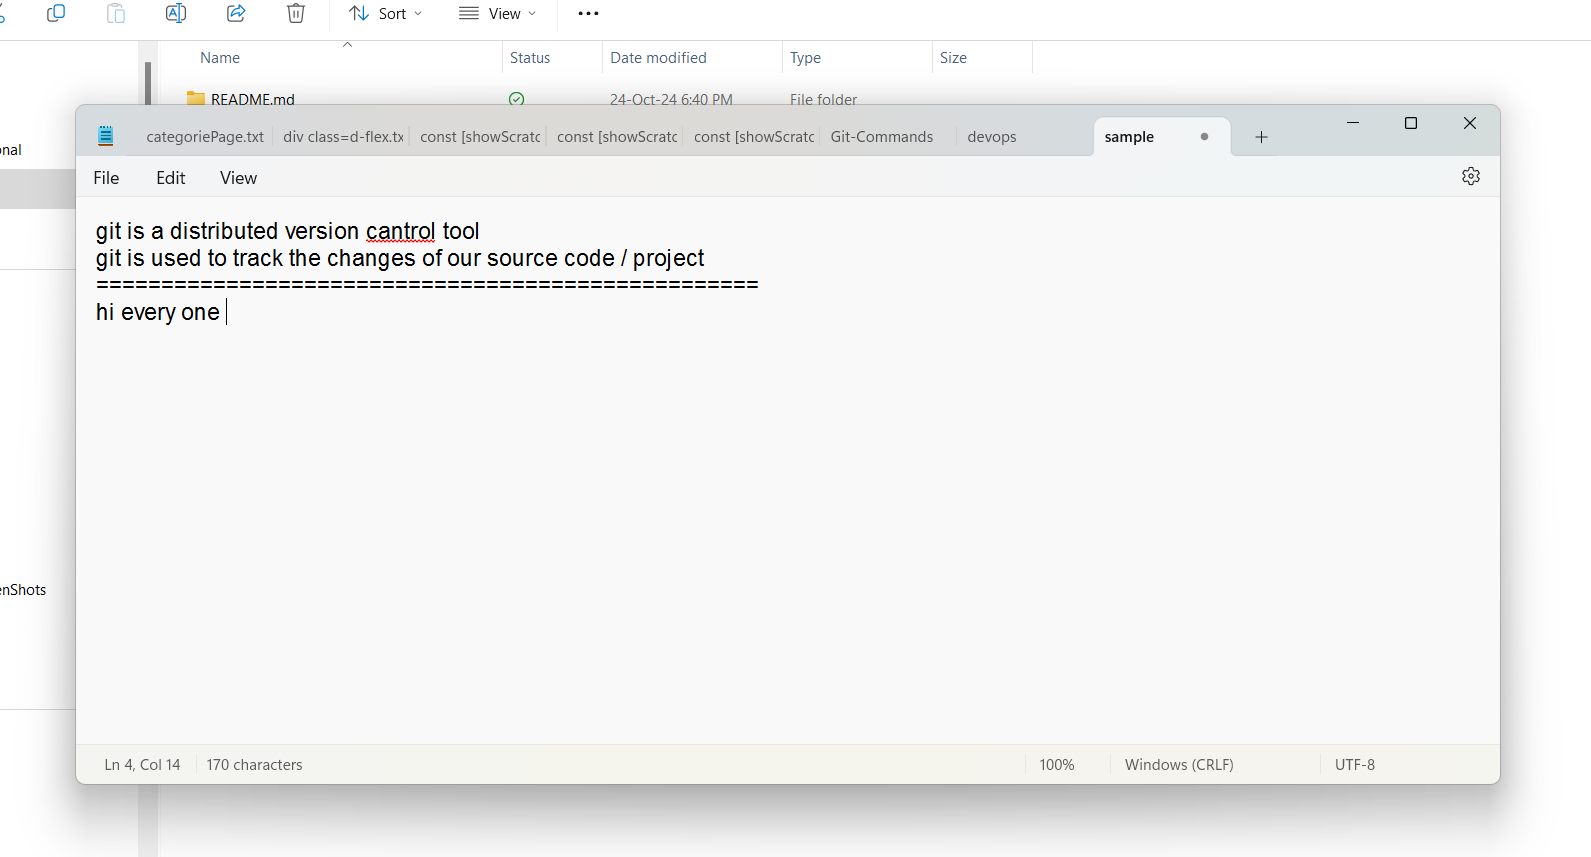 Sort View •••
Name Status Date modified Type Size
README.md 24-Oct-24 6:40 PM File folder
categoriePage.txt div class=d-flex.tx const [showScratc const [showScratc const [showScratc Git-Commands devops sample
onal
File Edit View
git is a distributed version cantrol tool
git is used to track the changes of our source code / project
===================================================
hi every one
enShots
Ln 4, Col 14 170 characters 100% Windows (CRLF) UTF-8